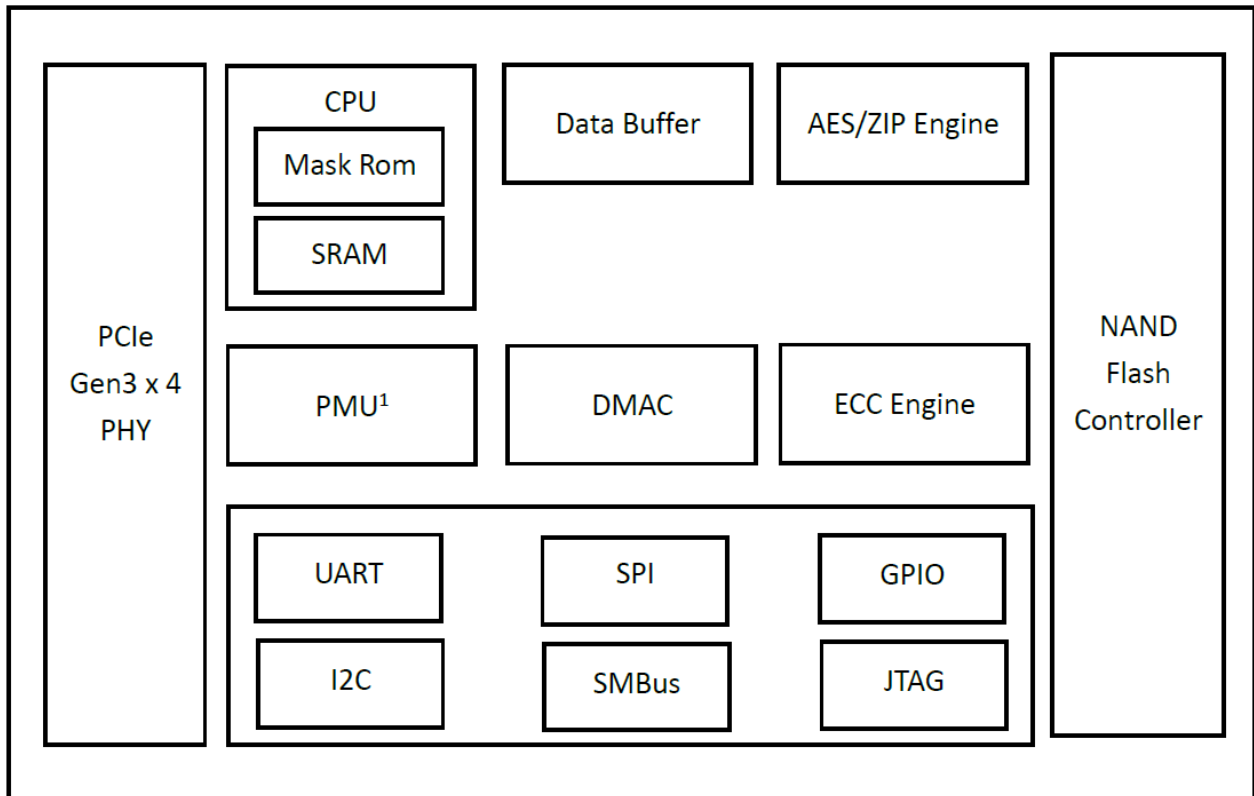 PCIe
Gen3 x 4
PHY
CPU
Mask Rom
SRAM
Data Buffer
AES/ZIP Engine
PMU¹
DMAC
ECC Engine
UART
SPI
GPIO
I2C
SMBus
JTAG
NAND
Flash
Controller